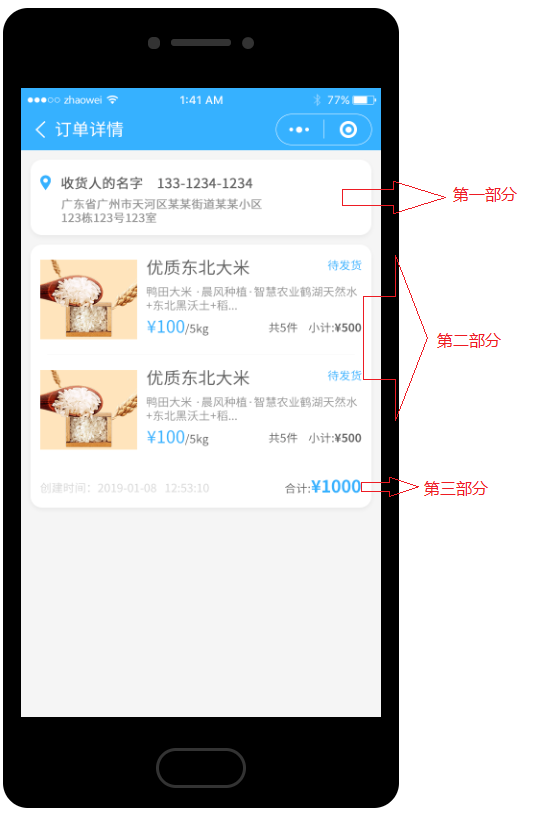 zhaowei 1:41 AM 77%
订单详情
收货人的名字 133-1234-1234
广东省广州市天河区某某街道某某小区
123栋123号123室
第一部分
优质东北大米 待发货
鸭田大米 · 晨风种植 · 智慧农业鹤湖天然水
+东北黑沃土+稻...
¥100/5kg 共5件 小计:¥500
第二部分
优质东北大米 待发货
鸭田大米 · 晨风种植 · 智慧农业鹤湖天然水
+东北黑沃土+稻...
¥100/5kg 共5件 小计:¥500
创建时间：2019-01-08 12:53:10 合计:¥1000
第三部分